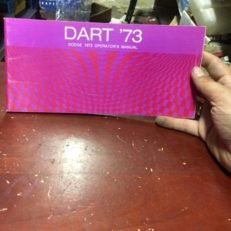 DART '73
DODGE 1973 OPERATOR'S MANUAL